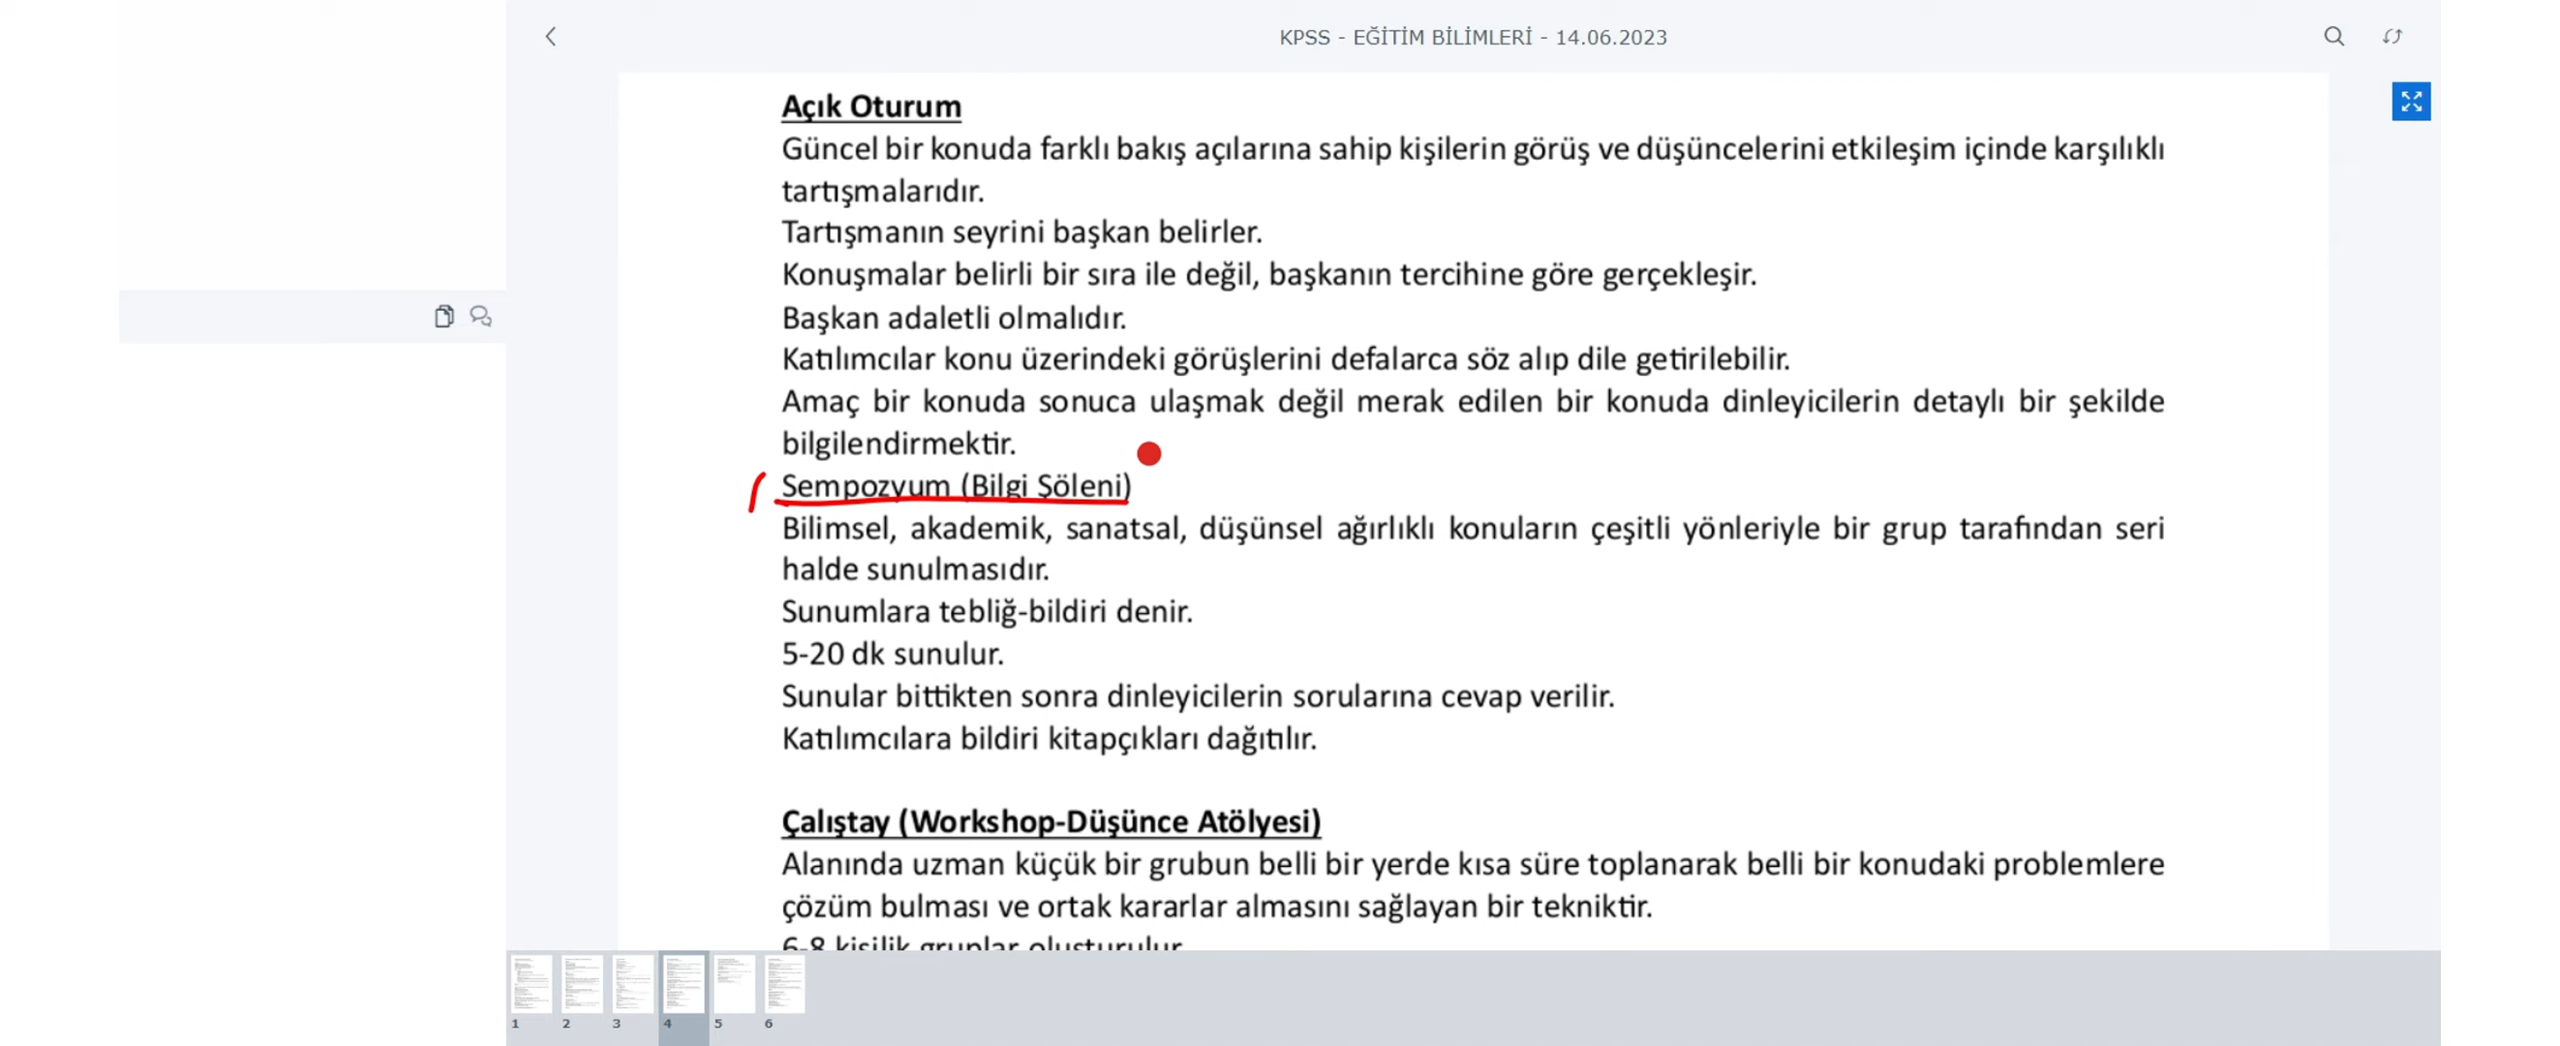 KPSS - EĞİTİM BİLİMLERİ - 14.06.2023
Açık Oturum
Güncel bir konuda farklı bakış açılarına sahip kişilerin görüş ve düşüncelerini etkileşim içinde karşılıklı
tartışmalarıdır.
Tartışmanın seyrini başkan belirler.
Konuşmalar belirli bir sıra ile değil, başkanın tercihine göre gerçekleşir.
Başkan adaletli olmalıdır.
Katılımcılar konu üzerindeki görüşlerini defalarca söz alıp dile getirilebilir.
Amaç bir konuda sonuca ulaşmak değil merak edilen bir konuda dinleyicilerin detaylı bir şekilde
bilgilendirmektir.
Sempozyum (Bilgi Şöleni)
Bilimsel, akademik, sanatsal, düşünsel ağırlıklı konuların çeşitli yönleriyle bir grup tarafından seri
halde sunulmasıdır.
Sunumlara tebliğ-bildiri denir.
5-20 dk sunulur.
Sunular bittikten sonra dinleyicilerin sorularına cevap verilir.
Katılımcılara bildiri kitapçıkları dağıtılır.
Çalıştay (Workshop-Düşünce Atölyesi)
Alanında uzman küçük bir grubun belli bir yerde kısa süre toplanarak belli bir konudaki problemlere
çözüm bulması ve ortak kararlar almasını sağlayan bir tekniktir.
6-8 kişilik gruplar oluşturulur.
1 2 3 4 5 6